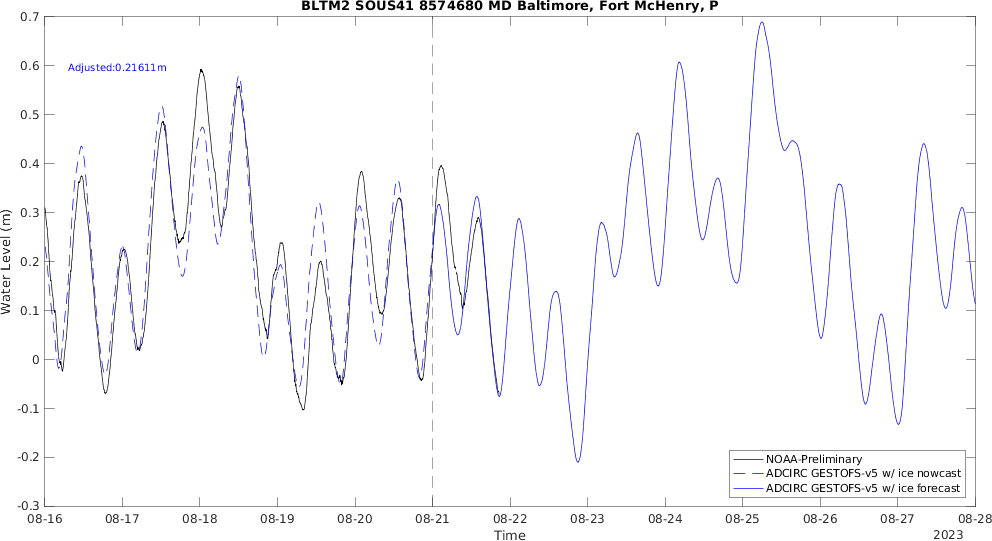 BLTM2 SOUS41 8574680 MD Baltimore, Fort McHenry, P
Adjusted:0.21611m
Water Level (m)
0.7
0.6
0.5
0.4
0.3
0.2
0.1
0
-0.1
-0.2
-0.3
NOAA-Preliminary
ADCIRC GESTOFS-v5 w/ ice nowcast
ADCIRC GESTOFS-v5 w/ ice forecast
08-16 08-17 08-18 08-19 08-20 08-21 08-22 08-23 08-24 08-25 08-26 08-27 08-28
Time
2023